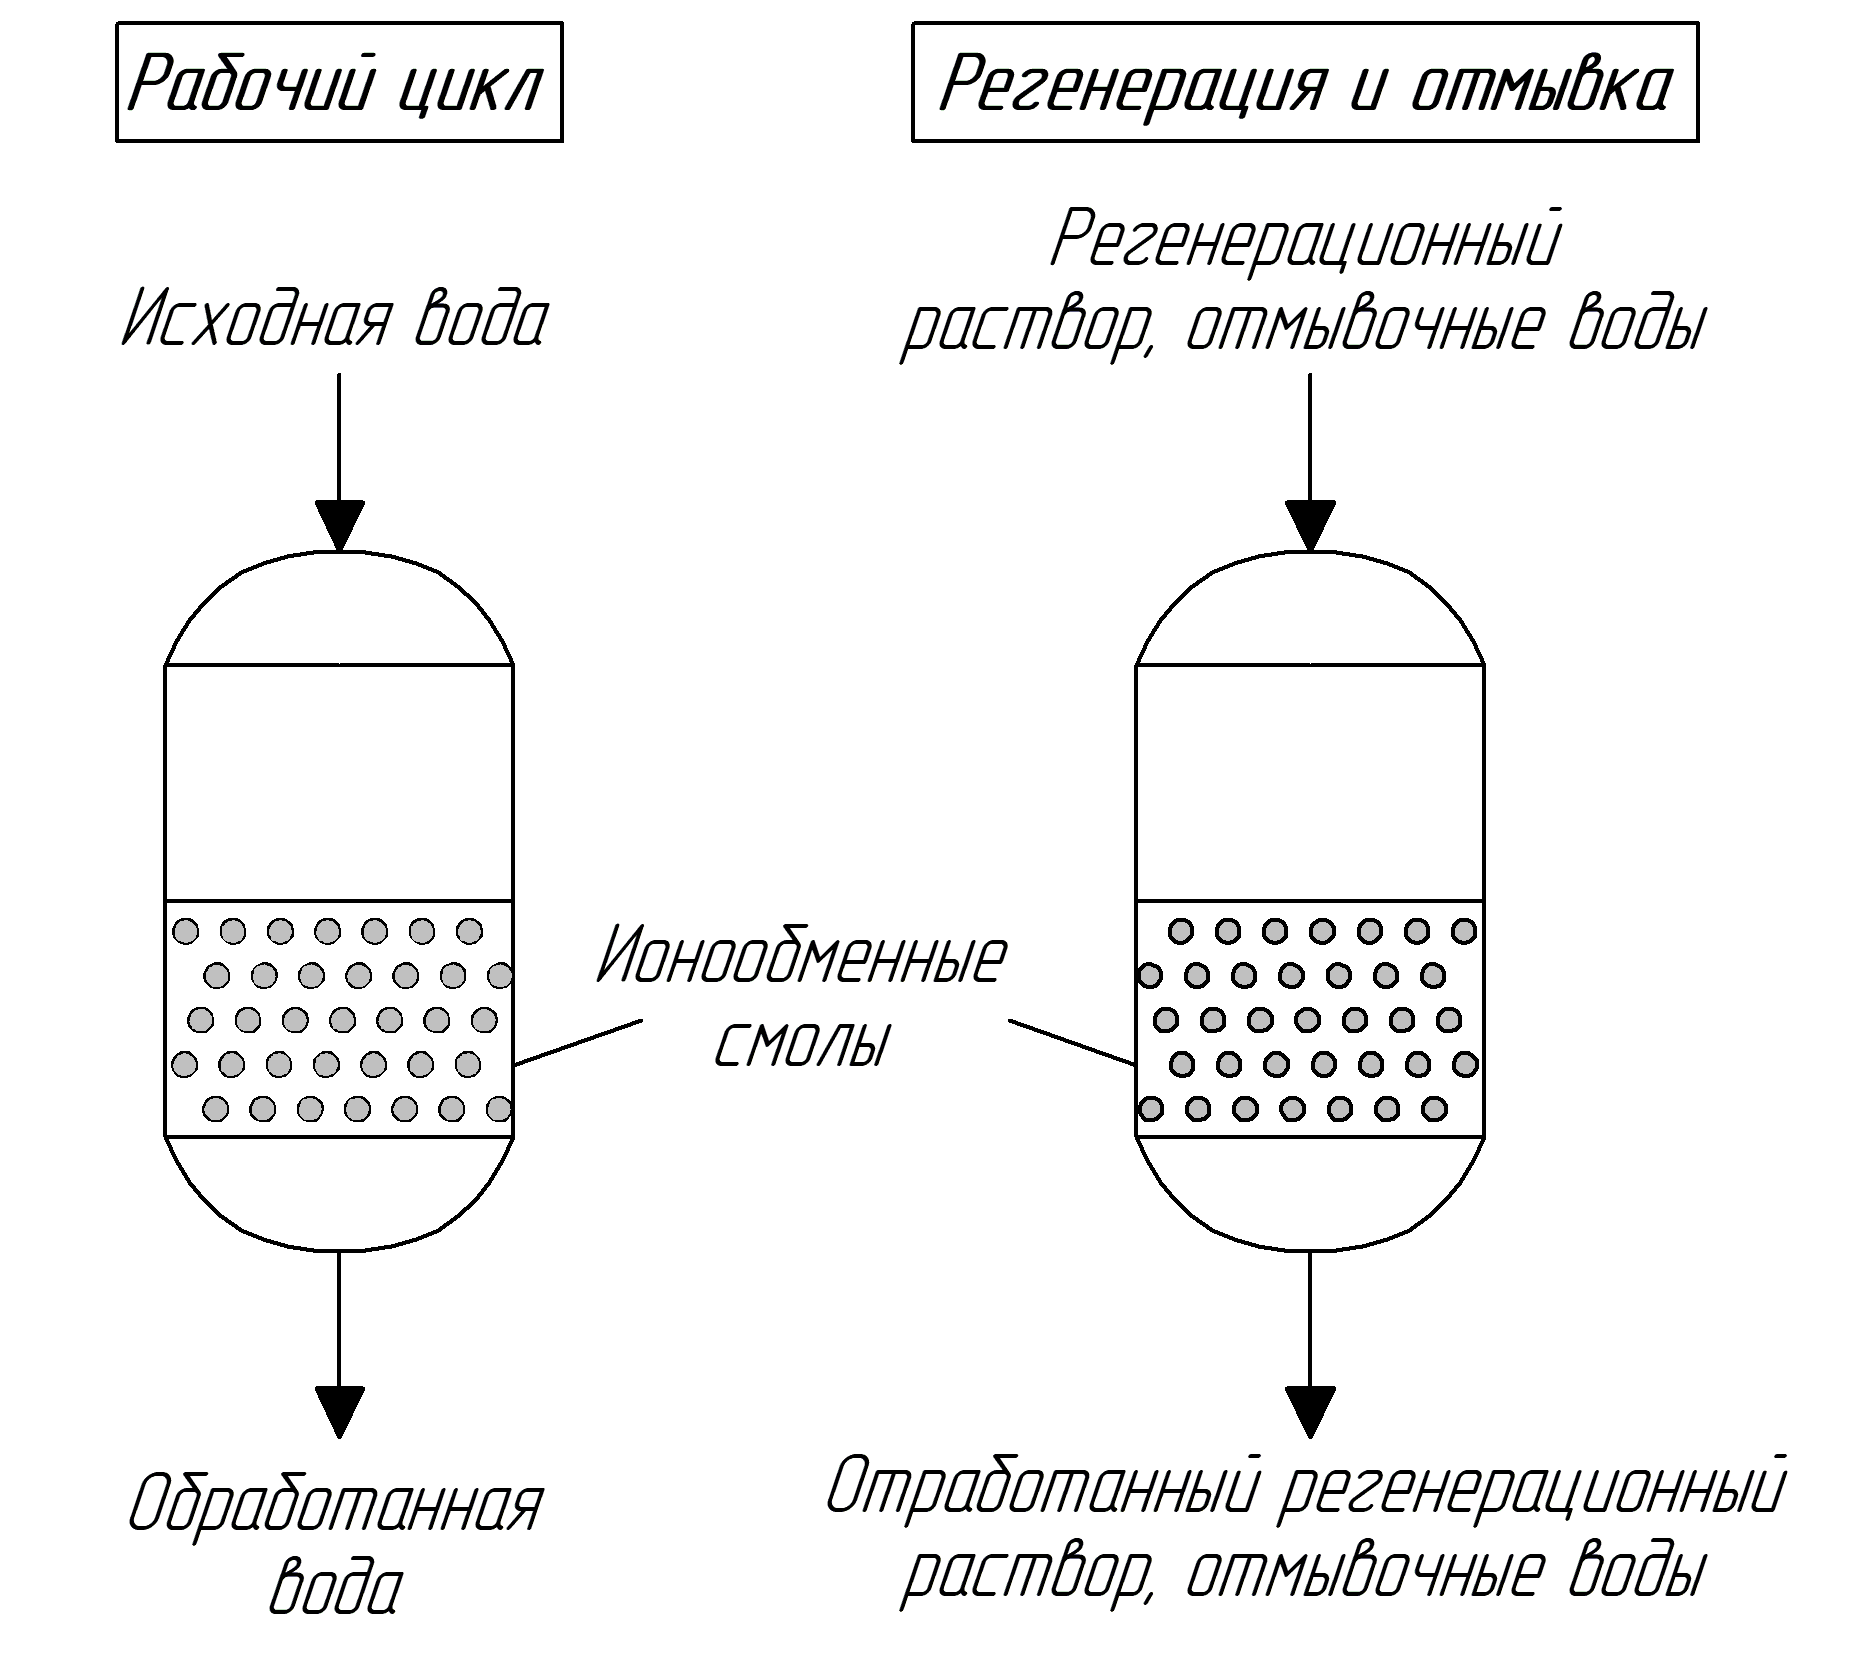 Рабочий цикл
Регенерация и отмывка
Исходная вода
Регенерационный
раствор, отмывочные воды
Ионообменные
смолы
Обработанная
вода
Отработанный регенерационный
раствор, отмывочные воды